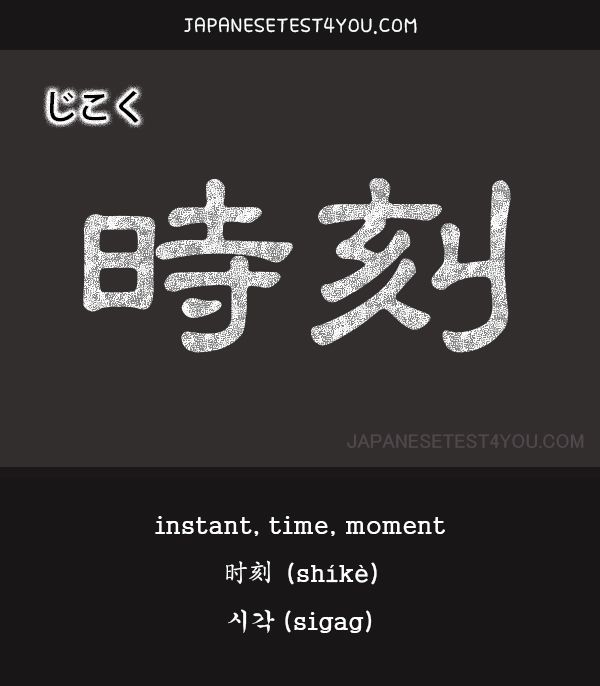 JAPANESETEST4YOU.COM
じこく
時刻
JAPANESETEST4YOU.COM
instant, time, moment
时刻 (shíkè)
시각 (sigag)